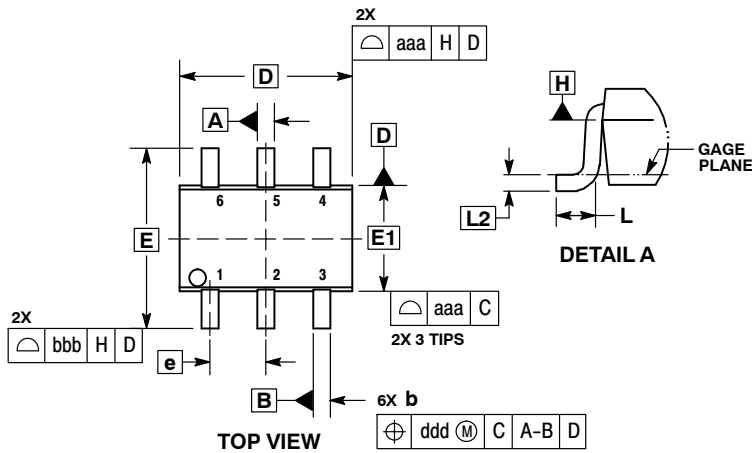 2X
⌓ aaa H D
D
A
D
6 5 4
E
E1
1 2 3
⌓ aaa C
2X 3 TIPS
2X
⌓ bbb H D
e
B
6X b
⌖ ddd Ⓜ C A-B D
TOP VIEW
H
GAGE
PLANE
L2
L
DETAIL A